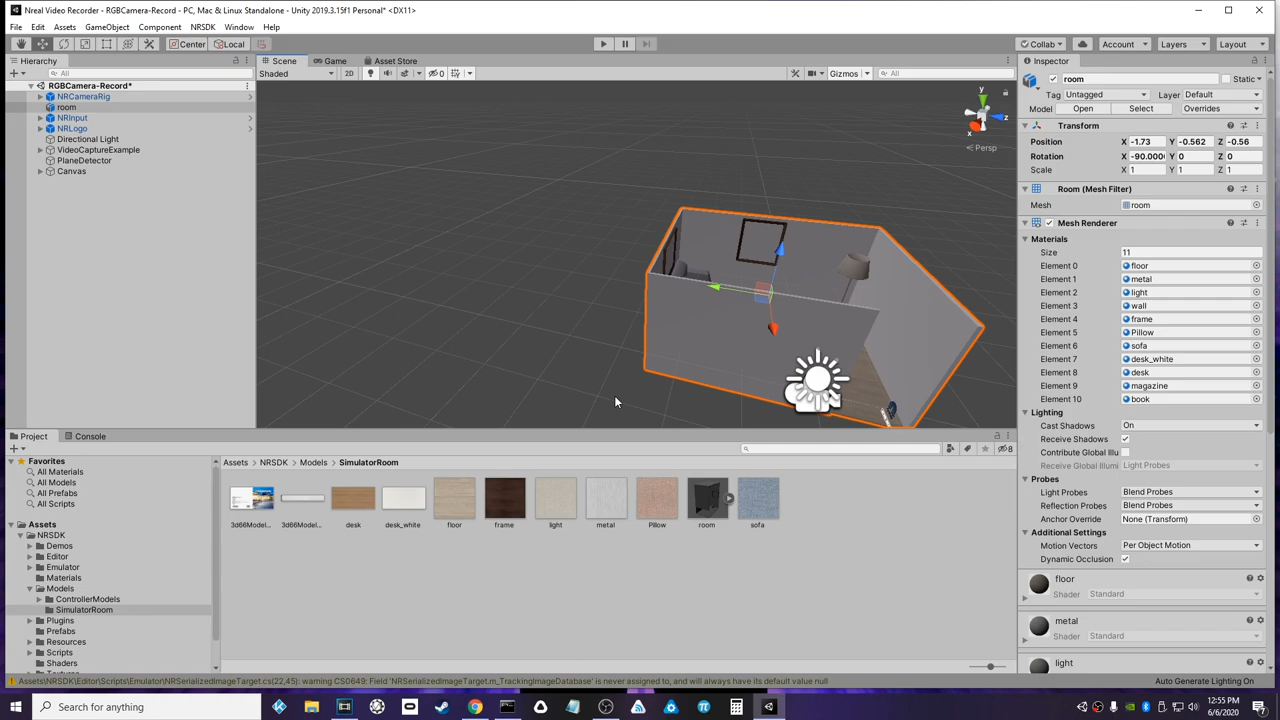 Nreal Video Recorder - RGBCamera-Record - PC, Mac & Linux Standalone - Unity 2019.3.15f1 Personal* <DX11>
File Edit Assets GameObject Component NRSDK Window Help
Center Local Collab Account Layers Layout
Hierarchy
All
RGBCamera-Record*
NRCameraRig
room
NRInput
NRLogo
Directional Light
VideoCaptureExample
PlaneDetector
Canvas
Scene Game Asset Store
Shaded 2D 0 Gizmos All
y
z
x
Persp
Inspector
room Static
Tag Untagged Layer Default
Model Open Select Overrides
Transform
Position X -1.73 Y -0.562 Z -0.56
Rotation X -90.000 Y 0 Z 0
Scale X 1 Y 1 Z 1
Room (Mesh Filter)
Mesh room
Mesh Renderer
Materials
Size 11
Element 0 floor
Element 1 metal
Element 2 light
Element 3 wall
Element 4 frame
Element 5 Pillow
Element 6 sofa
Element 7 desk_white
Element 8 desk
Element 9 magazine
Element 10 book
Lighting
Cast Shadows On
Receive Shadows
Contribute Global Illu
Receive Global Illumi Light Probes
Probes
Light Probes Blend Probes
Reflection Probes Blend Probes
Anchor Override None (Transform)
Additional Settings
Motion Vectors Per Object Motion
Dynamic Occlusion
floor
Shader Standard
metal
Shader Standard
light
Project Console
8
Favorites
All Materials
All Models
All Prefabs
All Scripts
Assets
NRSDK
Demos
Editor
Emulator
Materials
Models
ControllerModels
SimulatorRoom
Plugins
Prefabs
Resources
Scripts
Shaders
Assets > NRSDK > Models > SimulatorRoom
3d66Model... 3d66Model... desk desk_white floor frame light metal Pillow room sofa
Assets\NRSDK\Editor\Scripts\Emulator\NRSerializedImageTarget.cs(22,45): warning CS0649: Field 'NRSerializedImageTarget.m_TrackingImageDatabase' is never assigned to, and will always have its default value null
Auto Generate Lighting On
Type here to search
12:55 PM
6/6/2020